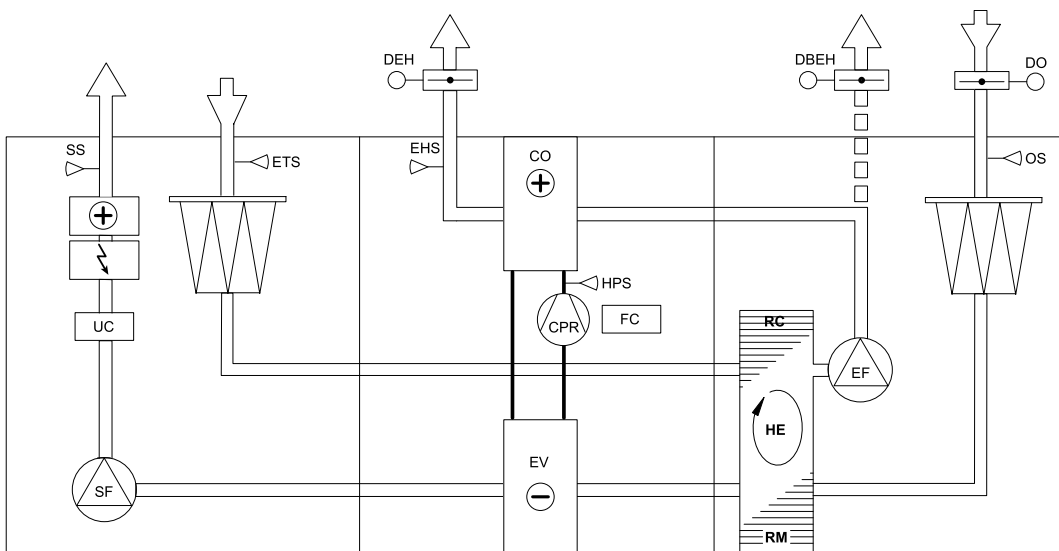 DEH
DBEH
DO
SS
ETS
EHS
CO
OS
HPS
UC
CPR
FC
RC
EF
HE
EV
SF
RM